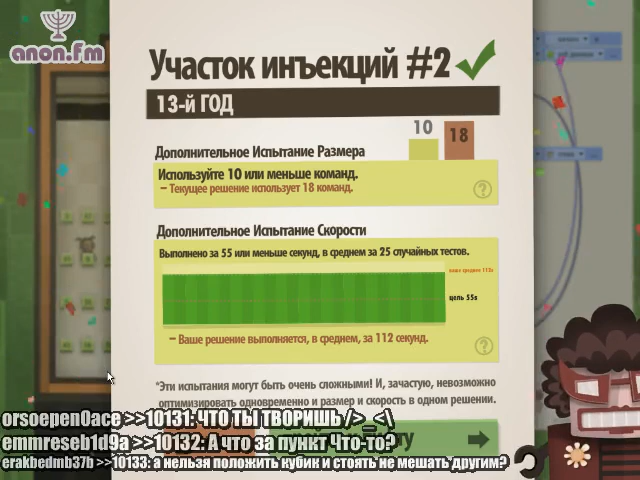 anon.fm
Участок инъекций #2
13-й ГОД
10
18
Дополнительное Испытание Размера
Используйте 10 или меньше команд.
– Текущее решение использует 18 команд.
?
Дополнительное Испытание Скорости
Выполнено за 55 или меньше секунд, в среднем за 25 случайных тестов.
ваше среднее 112s
цель 55s
– Ваше решение выполняется, в среднем, за 112 секунд.
?
*Эти испытания могут быть очень сложными! И, зачастую, невозможно
оптимизировать одновременно и размер и скорость в одном решении.
orsoepen0ace >>10131: ЧТО ТЫ ТВОРИШЬ />_<\
emmreseb1d9a >>10132: А что за пункт Что-то?
erakbedmb37b >>10133: а нельзя положить кубик и стоять не мешать другим?